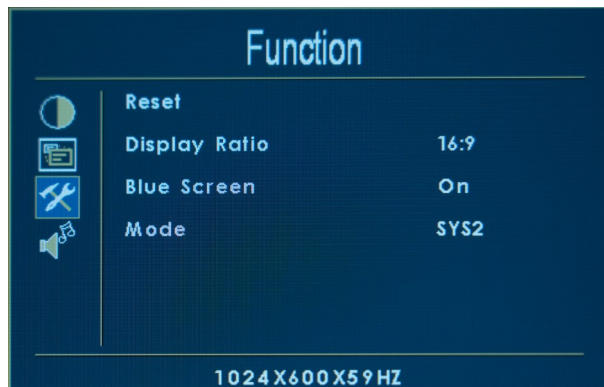 Function
Reset
Display Ratio 16:9
Blue Screen On
Mode SYS2
1024X600X59HZ